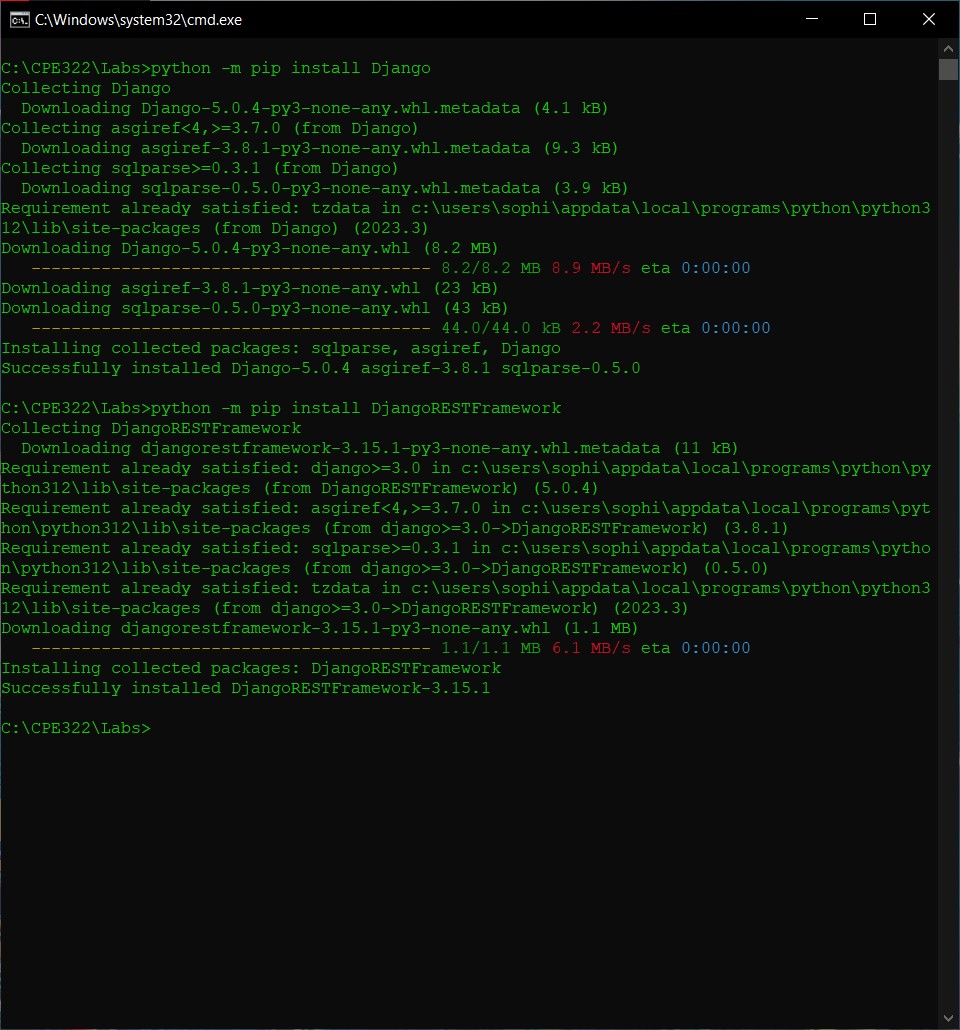 C:\Windows\system32\cmd.exe
C:\CPE322\Labs>python -m pip install Django
Collecting Django
  Downloading Django-5.0.4-py3-none-any.whl.metadata (4.1 kB)
Collecting asgiref<4,>=3.7.0 (from Django)
  Downloading asgiref-3.8.1-py3-none-any.whl.metadata (9.3 kB)
Collecting sqlparse>=0.3.1 (from Django)
  Downloading sqlparse-0.5.0-py3-none-any.whl.metadata (3.9 kB)
Requirement already satisfied: tzdata in c:\users\sophi\appdata\local\programs\python\python3
12\lib\site-packages (from Django) (2023.3)
Downloading Django-5.0.4-py3-none-any.whl (8.2 MB)
   ---------------------------------------- 8.2/8.2 MB 8.9 MB/s eta 0:00:00
Downloading asgiref-3.8.1-py3-none-any.whl (23 kB)
Downloading sqlparse-0.5.0-py3-none-any.whl (43 kB)
   ---------------------------------------- 44.0/44.0 kB 2.2 MB/s eta 0:00:00
Installing collected packages: sqlparse, asgiref, Django
Successfully installed Django-5.0.4 asgiref-3.8.1 sqlparse-0.5.0
C:\CPE322\Labs>python -m pip install DjangoRESTFramework
Collecting DjangoRESTFramework
  Downloading djangorestframework-3.15.1-py3-none-any.whl.metadata (11 kB)
Requirement already satisfied: django>=3.0 in c:\users\sophi\appdata\local\programs\python\py
thon312\lib\site-packages (from DjangoRESTFramework) (5.0.4)
Requirement already satisfied: asgiref<4,>=3.7.0 in c:\users\sophi\appdata\local\programs\pyt
hon\python312\lib\site-packages (from django>=3.0->DjangoRESTFramework) (3.8.1)
Requirement already satisfied: sqlparse>=0.3.1 in c:\users\sophi\appdata\local\programs\pytho
n\python312\lib\site-packages (from django>=3.0->DjangoRESTFramework) (0.5.0)
Requirement already satisfied: tzdata in c:\users\sophi\appdata\local\programs\python\python3
12\lib\site-packages (from django>=3.0->DjangoRESTFramework) (2023.3)
Downloading djangorestframework-3.15.1-py3-none-any.whl (1.1 MB)
   ---------------------------------------- 1.1/1.1 MB 6.1 MB/s eta 0:00:00
Installing collected packages: DjangoRESTFramework
Successfully installed DjangoRESTFramework-3.15.1
C:\CPE322\Labs>